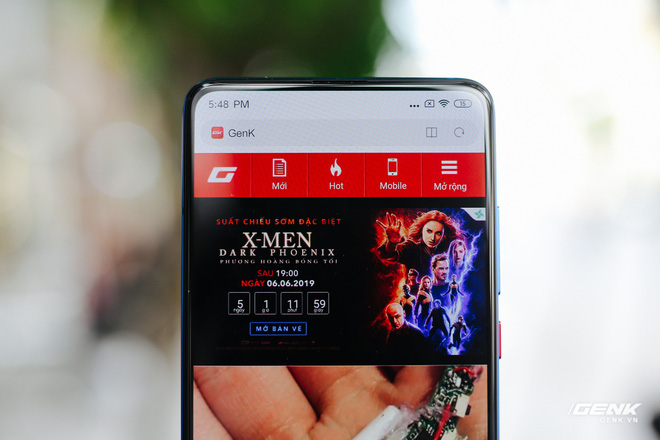 5:48 PM
15
GenK
Mới
Hot
Mobile
Mở rộng
SUẤT CHIẾU SỚM ĐẶC BIỆT
X-MEN
DARK PHOENIX
PHƯỢNG HOÀNG BÓNG TỐI
SAU 19:00
NGÀY 06.06.2019
5 1 11 59
ngày giờ phút giây
MỞ BÁN VÉ
GENK
GENK.VN